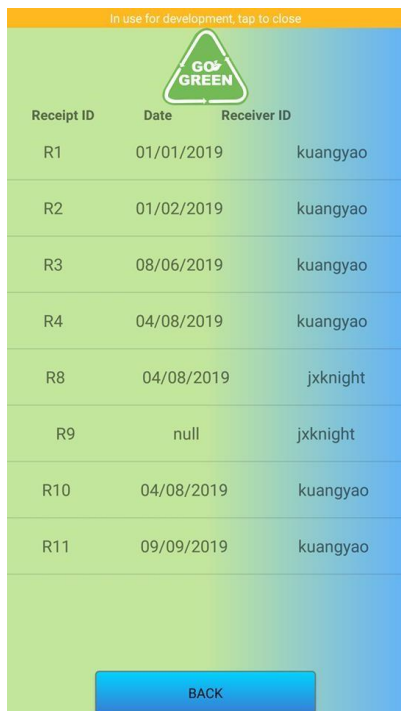 In use for development, tap to close
GO
GREEN
Receipt ID Date Receiver ID
R1 01/01/2019 kuangyao
R2 01/02/2019 kuangyao
R3 08/06/2019 kuangyao
R4 04/08/2019 kuangyao
R8 04/08/2019 jxknight
R9 null jxknight
R10 04/08/2019 kuangyao
R11 09/09/2019 kuangyao
BACK